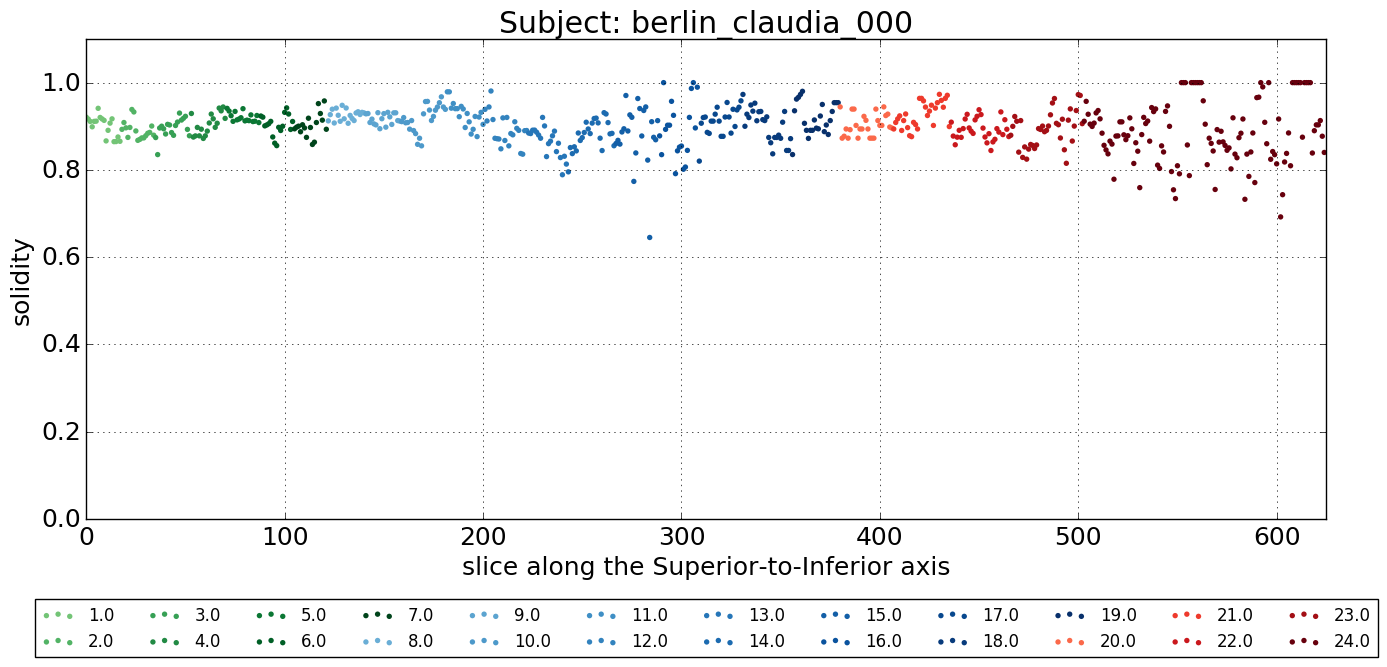 Subject: berlin_claudia_000
1.0
0.8
0.6
0.4
0.2
0.0
solidity
0 100 200 300 400 500 600
slice along the Superior-to-Inferior axis
1.0 3.0 5.0 7.0 9.0 11.0 13.0 15.0 17.0 19.0 21.0 23.0
2.0 4.0 6.0 8.0 10.0 12.0 14.0 16.0 18.0 20.0 22.0 24.0